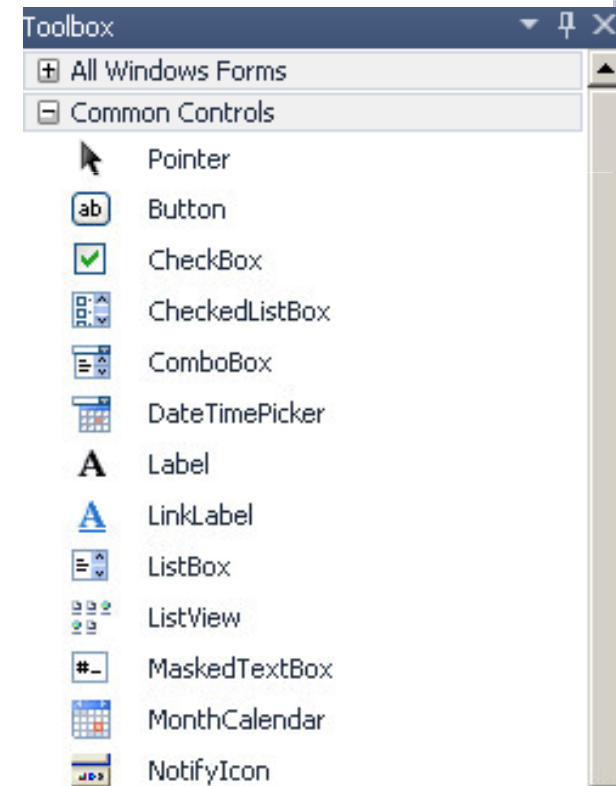 Toolbox
All Windows Forms
Common Controls
Pointer
ab Button
CheckBox
CheckedListBox
ComboBox
DateTimePicker
A Label
A LinkLabel
ListBox
ListView
#_ MaskedTextBox
MonthCalendar
NotifyIcon